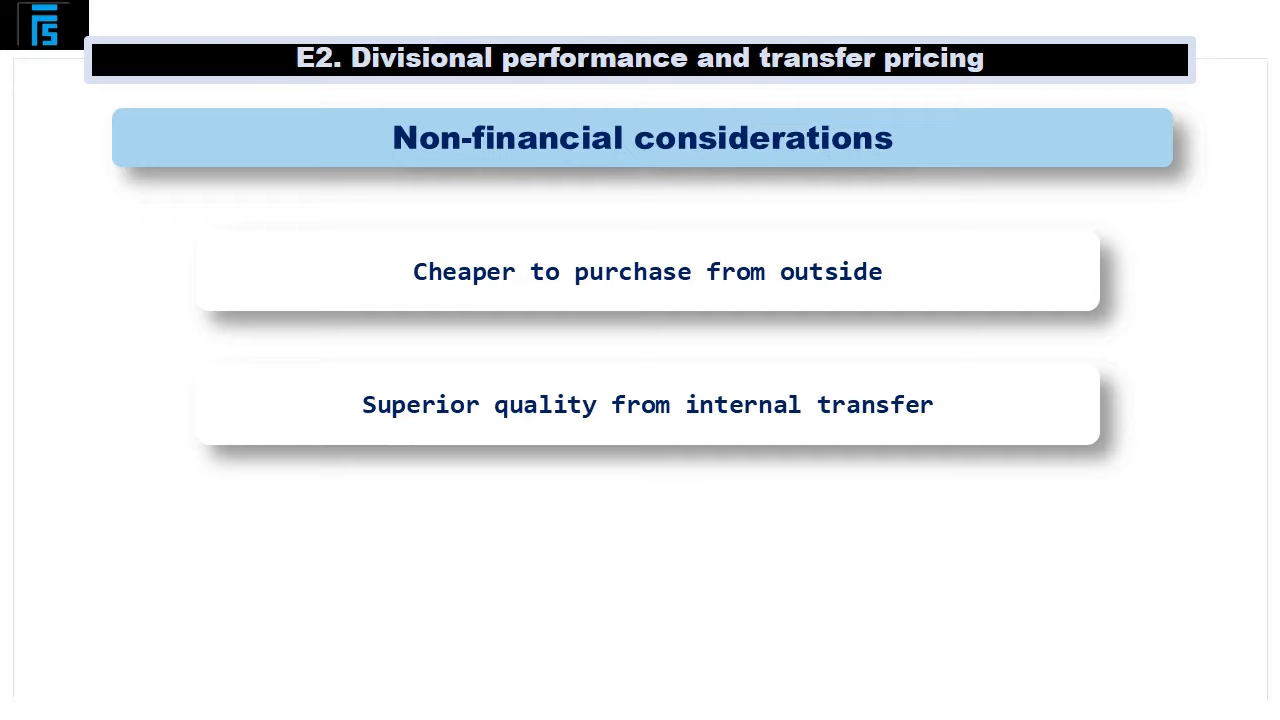 E2. Divisional performance and transfer pricing
Non-financial considerations
Cheaper to purchase from outside
Superior quality from internal transfer